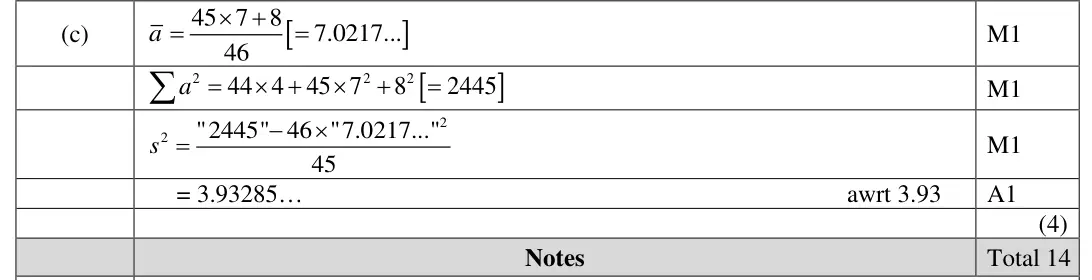 (c) a̅ = (45×7+8)/46 [= 7.0217...] M1
∑a² = 44×4+45×7²+8² [= 2445] M1
s² = ("2445"−46×"7.0217..."²)/45 M1
= 3.93285… awrt 3.93 A1
(4)
Notes Total 14